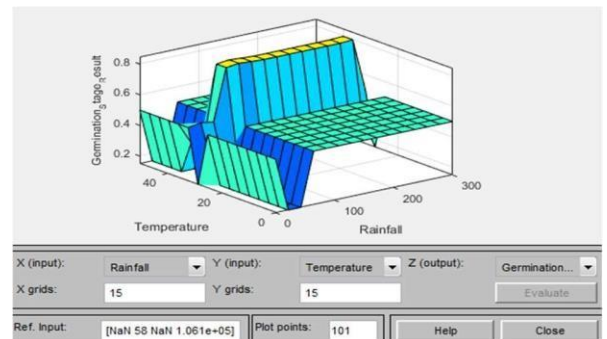 0.8
0.6
0.4
0.2
Germination_Stage_Result
40
20
0
Temperature
0
100
200
300
Rainfall
X (input): Rainfall Y (input): Temperature Z (output): Germination...
X grids: 15 Y grids: 15 Evaluate
Ref. Input: [NaN 58 NaN 1.061e+05] Plot points: 101 Help Close